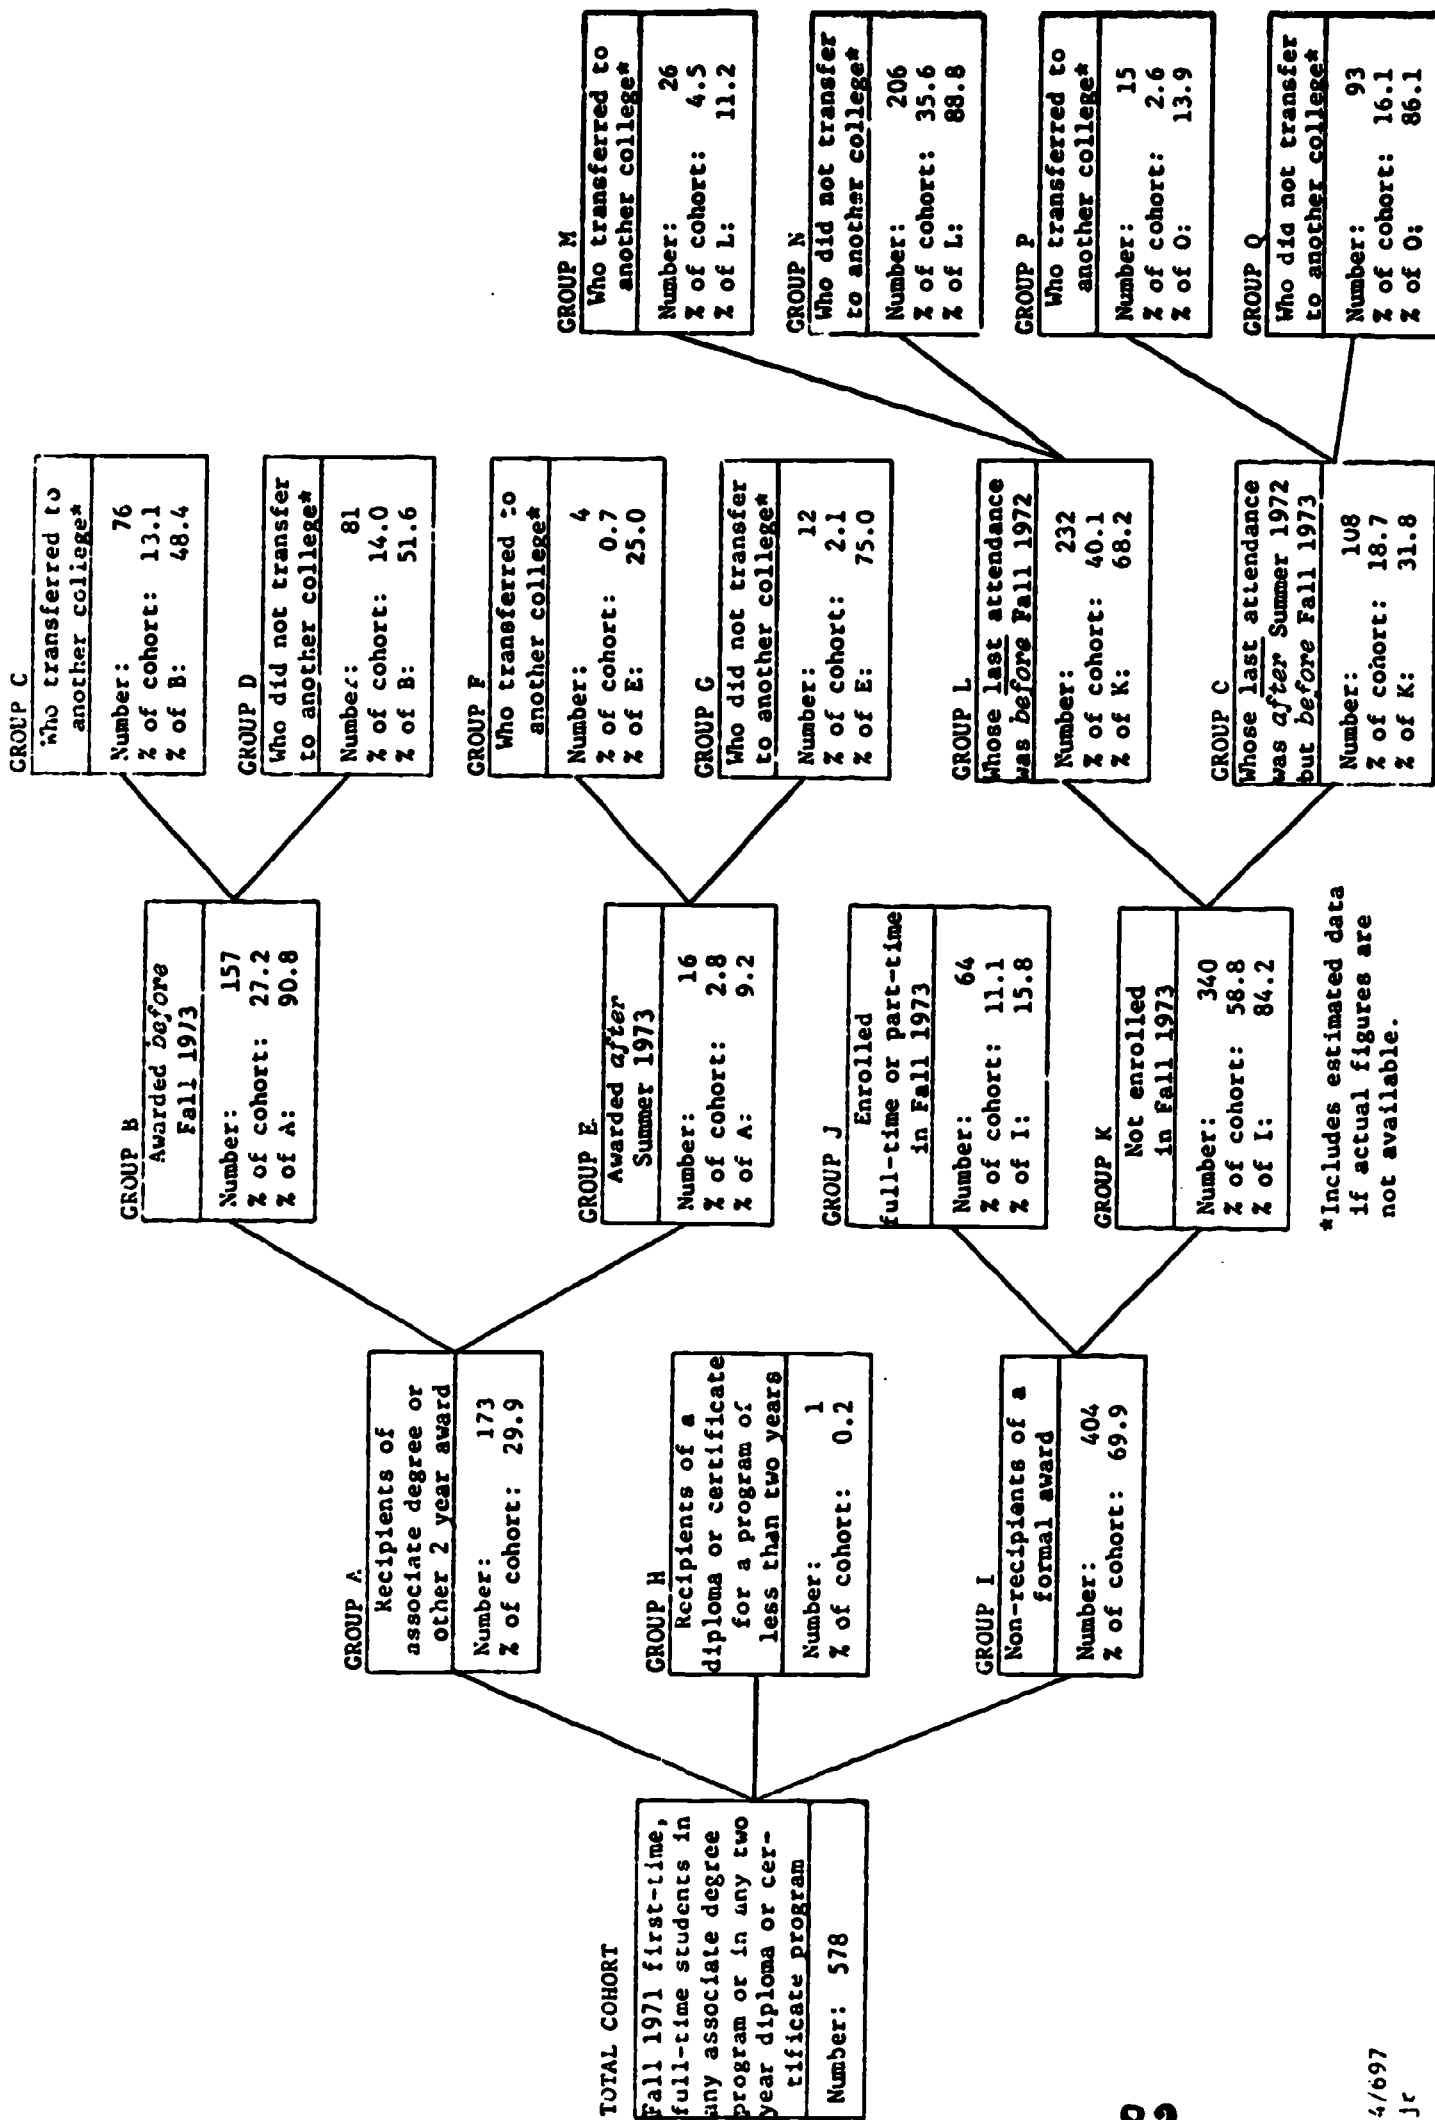 TOTAL COHORT
Fall 1971 first-time,
full-time students in
any associate degree
program or in any two
year diploma or cer-
tificate program
Number: 578
GROUP A
Recipients of
associate degree or
other 2 year award
Number: 173
% of cohort: 29.9
GROUP H
Recipients of a
diploma or certificate
for a program of
less than two years
Number: 1
% of cohort: 0.2
GROUP I
Non-recipients of a
formal award
Number: 404
% of cohort: 69.9
GROUP B
Awarded before
Fall 1973
Number: 157
% of cohort: 27.2
% of A: 90.8
GROUP E
Awarded after
Summer 1973
Number: 16
% of cohort: 2.8
% of A: 9.2
GROUP J
Enrolled
full-time or part-time
in Fall 1973
Number: 64
% of cohort: 11.1
% of I: 15.8
GROUP K
Not enrolled
in Fall 1973
Number: 340
% of cohort: 58.8
% of I: 84.2
GROUP C
Who transferred to
another college*
Number: 76
% of cohort: 13.1
% of B: 48.4
GROUP D
Who did not transfer
to another college*
Number: 81
% of cohort: 14.0
% of B: 51.6
GROUP F
Who transferred to
another college*
Number: 4
% of cohort: 0.7
% of E: 25.0
GROUP G
Who did not transfer
to another college*
Number: 12
% of cohort: 2.1
% of E: 75.0
GROUP L
Whose last attendance
was before Fall 1972
Number: 232
% of cohort: 40.1
% of K: 68.2
GROUP C
Whose last attendance
was after Summer 1972
but before Fall 1973
Number: 108
% of cohort: 18.7
% of K: 31.8
GROUP M
Who transferred to
another college*
Number: 26
% of cohort: 4.5
% of L: 11.2
GROUP N
Who did not transfer
to another college*
Number: 206
% of cohort: 35.6
% of L: 88.8
GROUP P
Who transferred to
another college*
Number: 15
% of cohort: 2.6
% of O: 13.9
GROUP Q
Who did not transfer
to another college*
Number: 93
% of cohort: 16.1
% of O: 86.1
*Includes estimated data
if actual figures are
not available.
4/697
jc